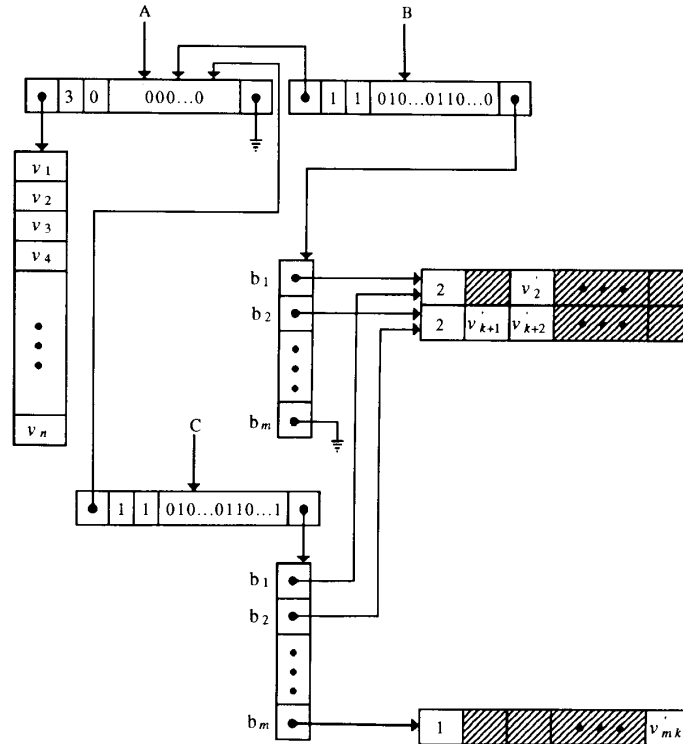 A
B
3 0 000...0
1 1 010...0110...0
v1
v2
v3
v4
vn
b1
b2
bm
2 v'2
2 v'k+1 v'k+2
C
1 1 010...0110...1
b1
b2
bm
1 v'mk